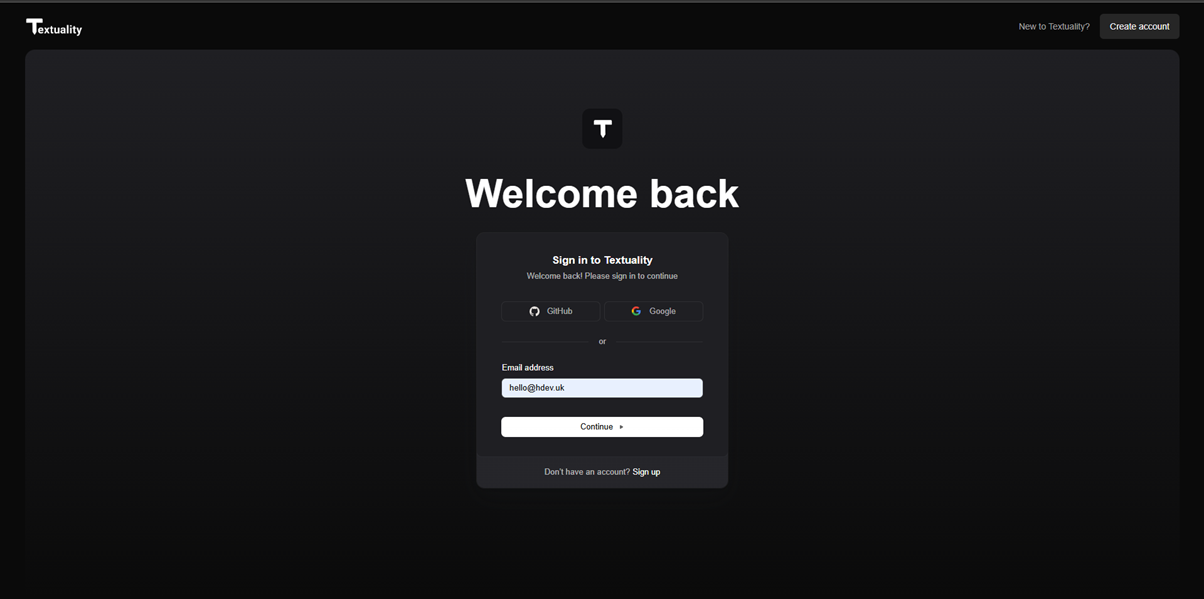 Textuality
New to Textuality?
Create account
T
Welcome back
Sign in to Textuality
Welcome back! Please sign in to continue
GitHub
Google
or
Email address
hello@hdev.uk
Continue
Don't have an account? Sign up